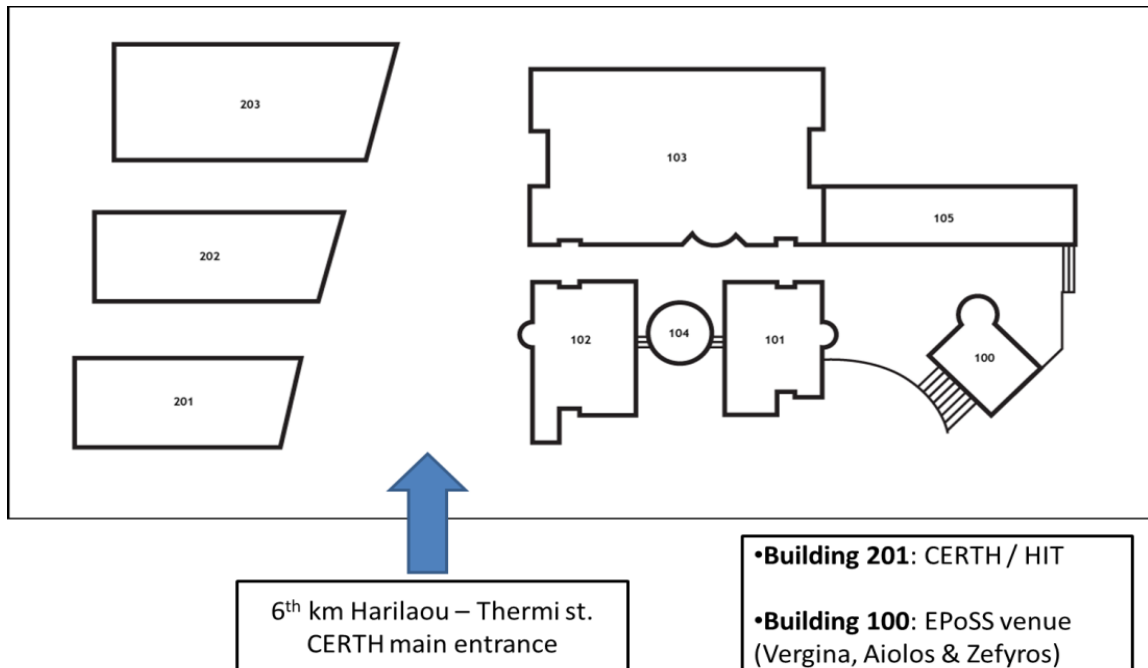 203
103
105
202
102
104
101
100
201
6th km Harilaou – Thermi st.
CERTH main entrance
•Building 201: CERTH / HIT
•Building 100: EPoSS venue
(Vergina, Aiolos & Zefyros)